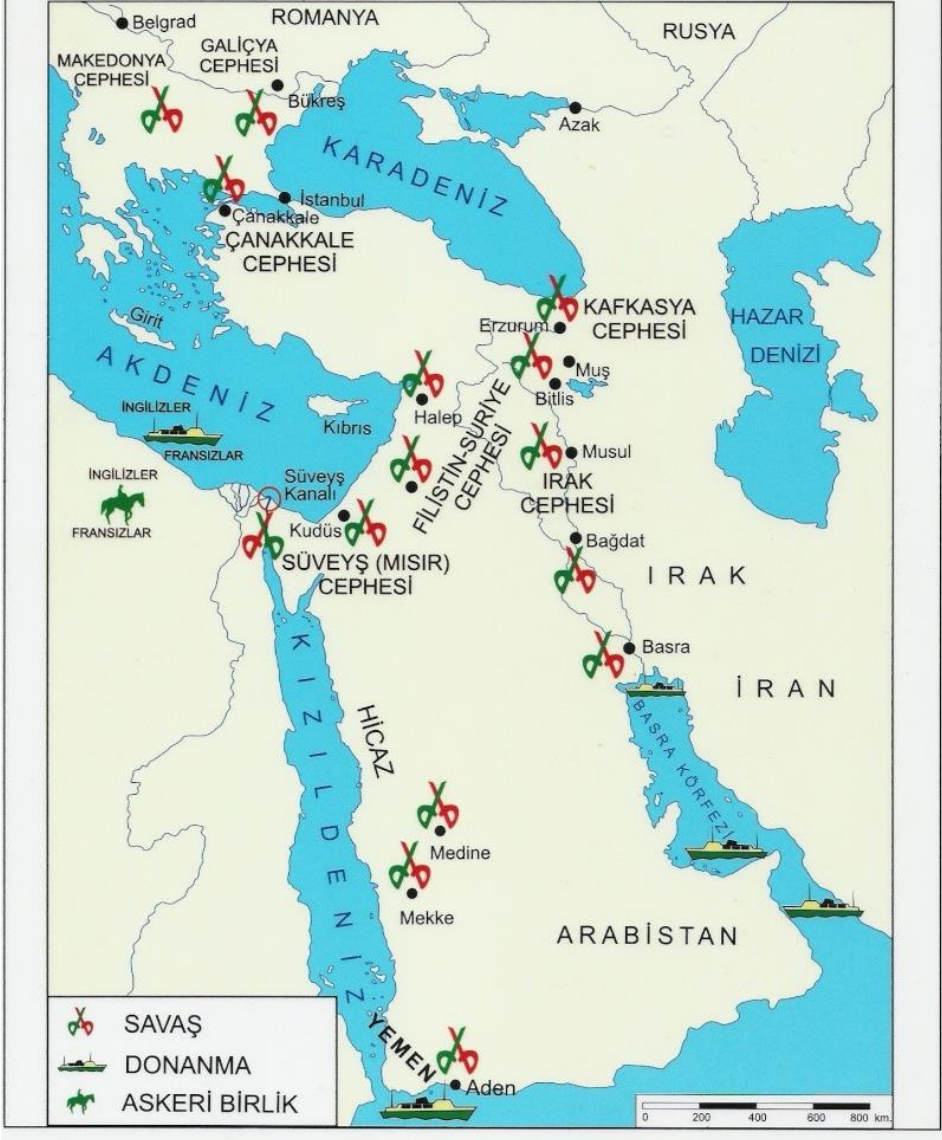 ROMANYA
Belgrad
RUSYA
GALİÇYA
CEPHESİ
MAKEDONYA
CEPHESİ
Bükreş
Azak
KARADENİZ
İstanbul
Çanakkale
ÇANAKKALE
CEPHESİ
Girit
KAFKASYA
CEPHESİ
Erzurum
HAZAR
DENİZİ
AKDENİZ
Muş
Bitlis
İNGİLİZLER
FRANSIZLAR
Halep
Kıbrıs
FİLİSTİN-SURİYE
CEPHESİ
Musul
IRAK
CEPHESİ
İNGİLİZLER
FRANSIZLAR
Süveyş
Kanalı
Kudüs
SÜVEYŞ (MISIR)
CEPHESİ
Bağdat
IRAK
Basra
İRAN
KIZILDENİZ
HİCAZ
BASRA KÖRFEZİ
Medine
Mekke
ARABİSTAN
YEMEN
Aden
SAVAŞ
DONANMA
ASKERİ BİRLİK
0 200 400 600 800 km.